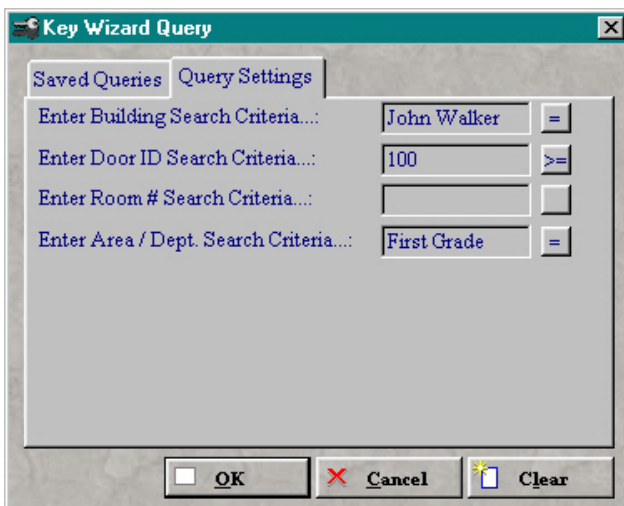 Key Wizard Query
Saved Queries Query Settings
Enter Building Search Criteria...: John Walker =
Enter Door ID Search Criteria...: 100 >=
Enter Room # Search Criteria...:
Enter Area / Dept. Search Criteria...: First Grade =
OK Cancel Clear